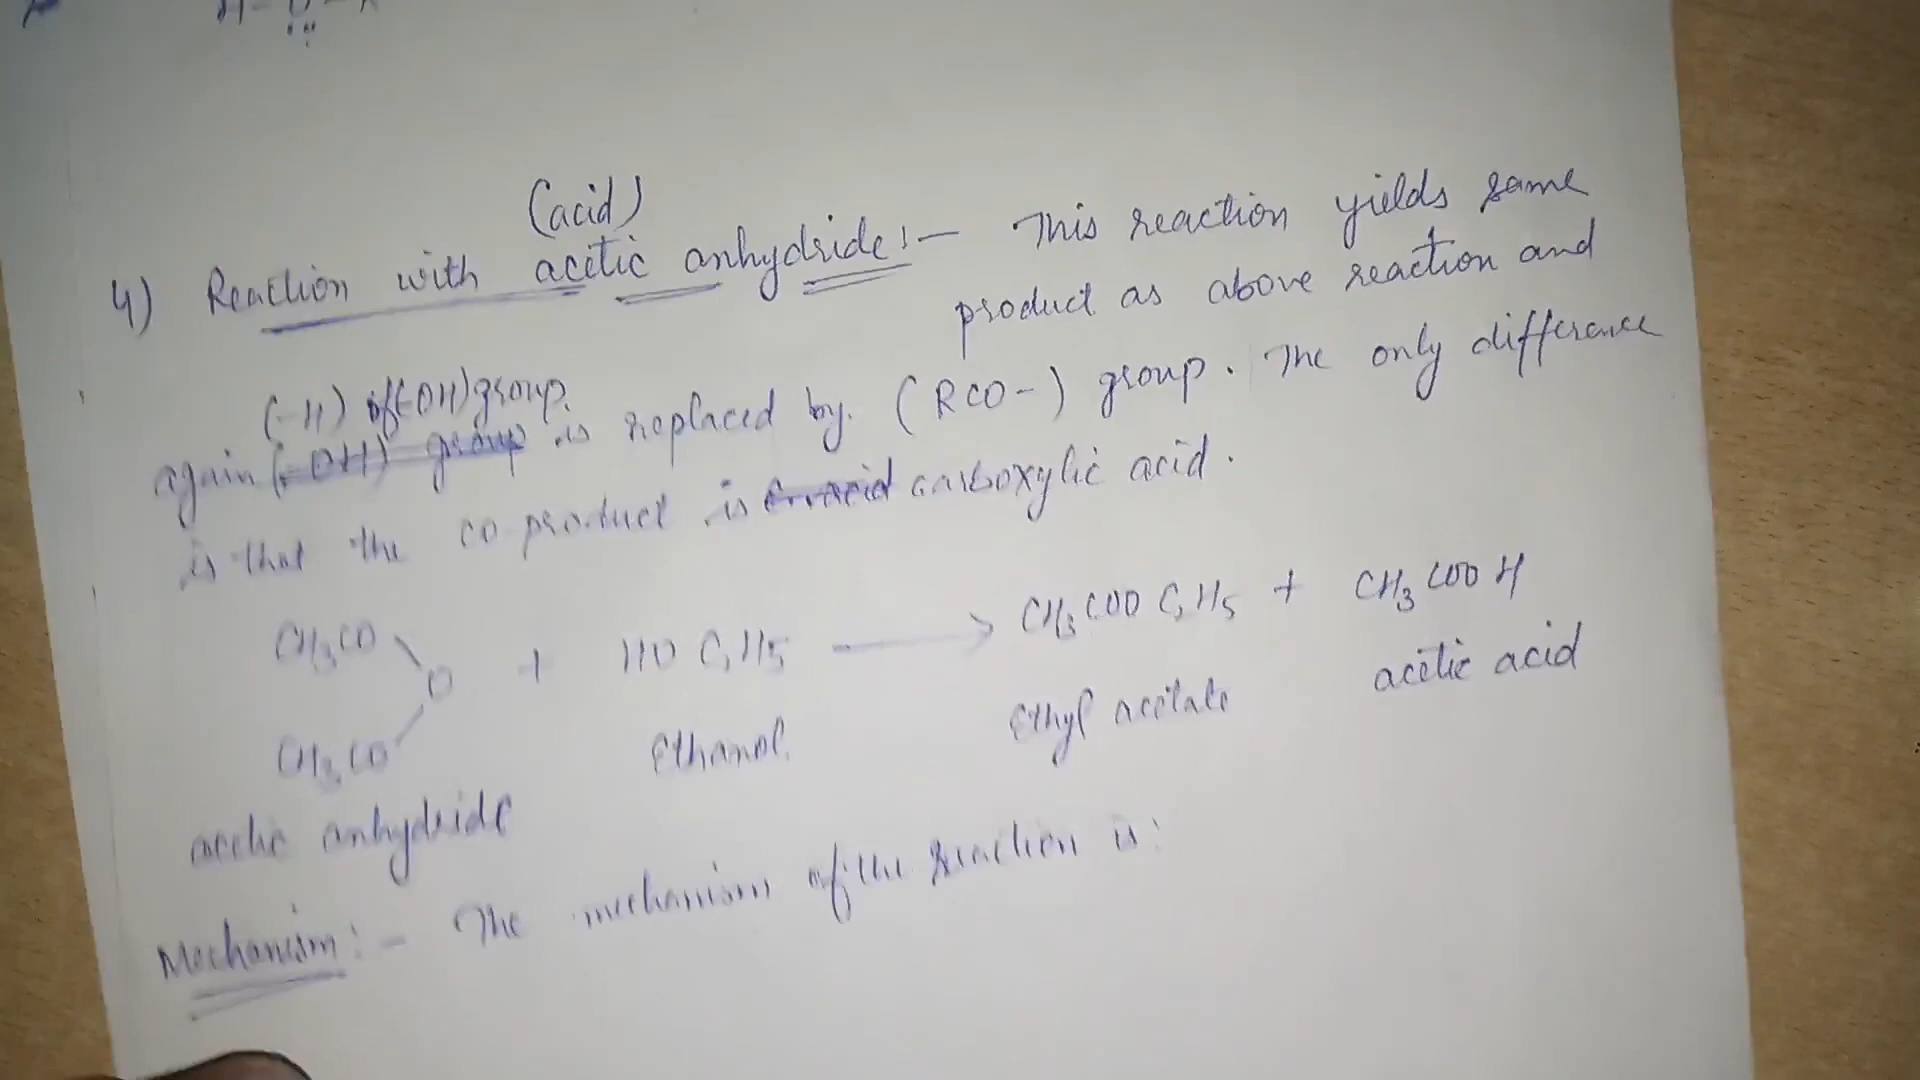 (acid)
4) Reaction with acetic anhydride:- This reaction yields same
product as above reaction and
(-H) of (-OH) group
again (-OH) group is replaced by (RCO-) group. The only difference
is that the co-product is carboxylic acid.
CH3CO
O + HO C2H5 → CH3COO C2H5 + CH3COOH
CH3CO
acetic anhydride Ethanol Ethyl acetate acetic acid
Mechanism:- The mechanism of the reaction is: